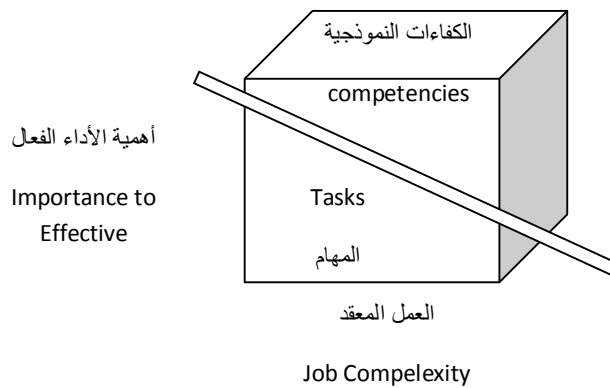 الكفاءات النموذجية
competencies
أهمية الأداء الفعال
Importance to
Effective
Tasks
المهام
العمل المعقد
Job Compelexity